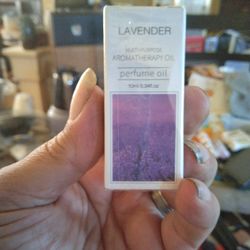 LAVENDER
MULTI-PURPOSE
AROMATHERAPY OIL
perfume oil
10ml 0.34fl.oz